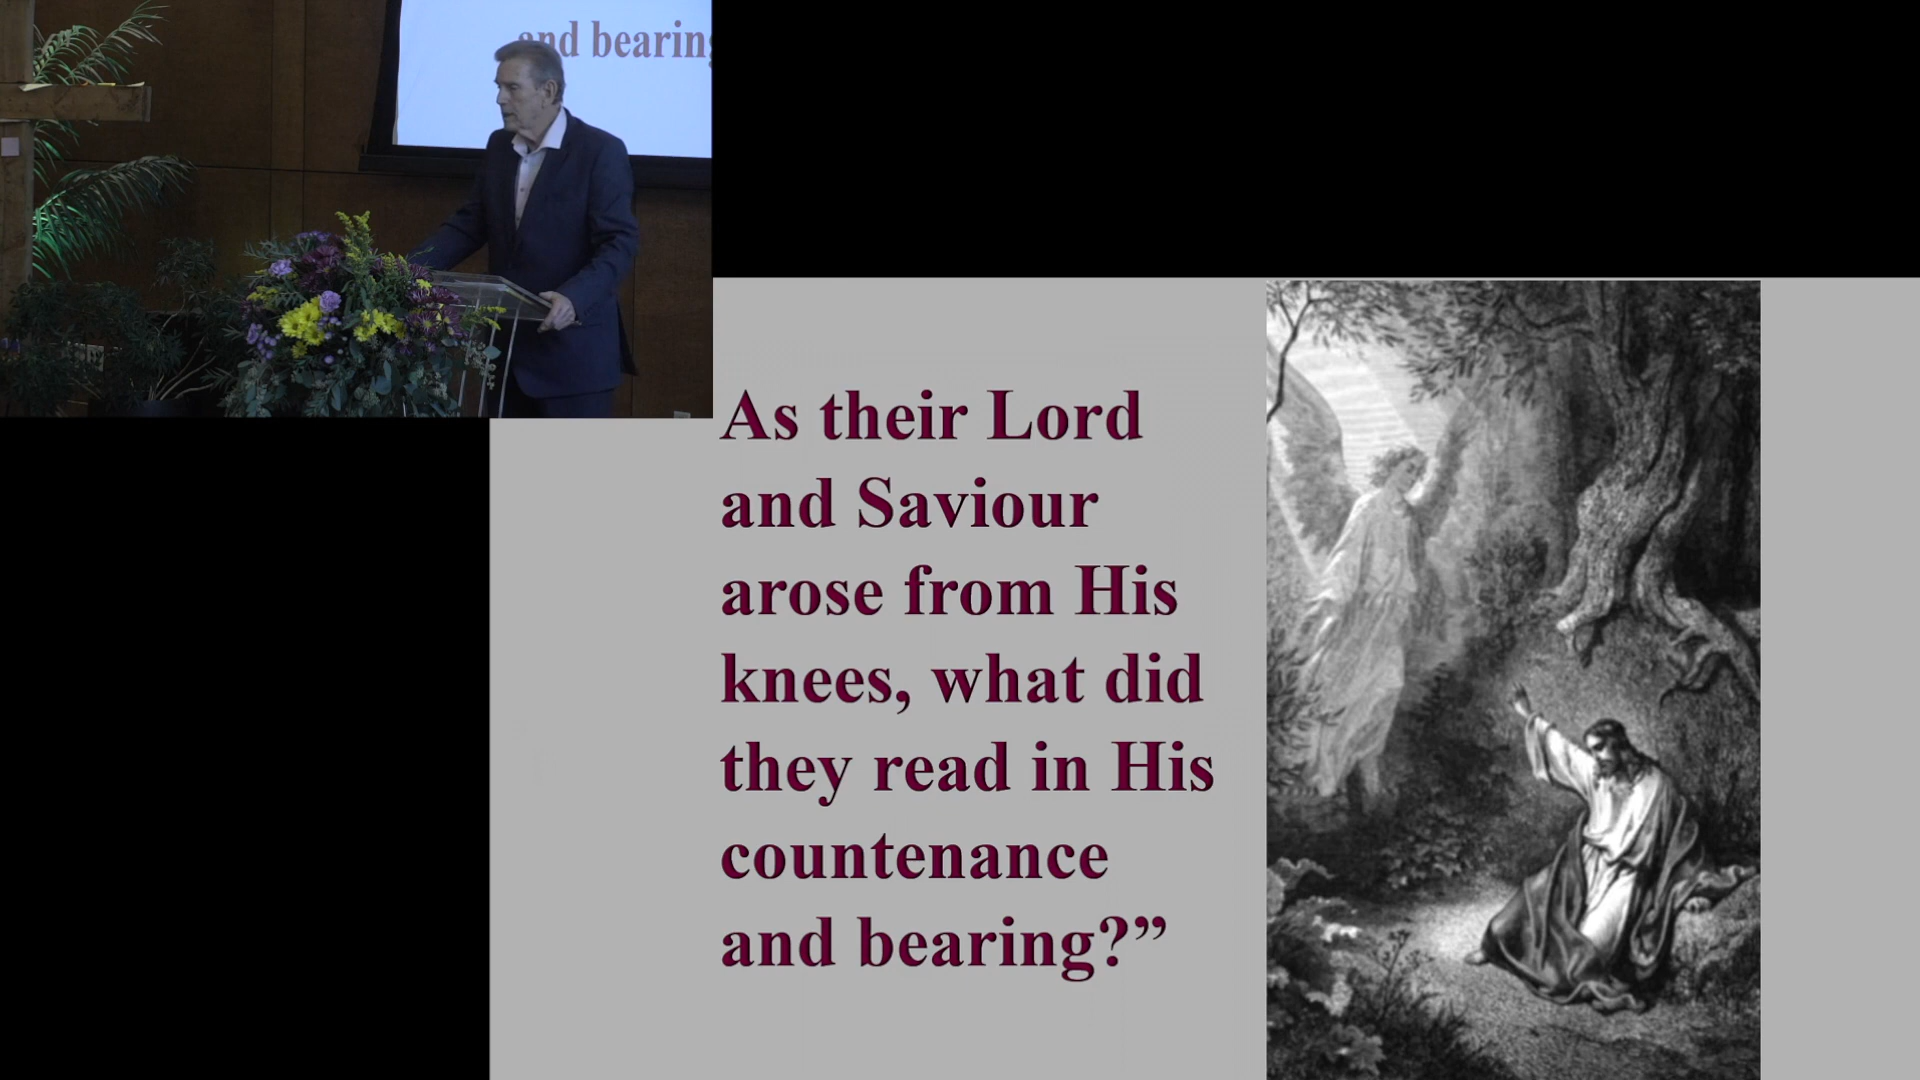 and bearing
As their Lord
and Saviour
arose from His
knees, what did
they read in His
countenance
and bearing?”